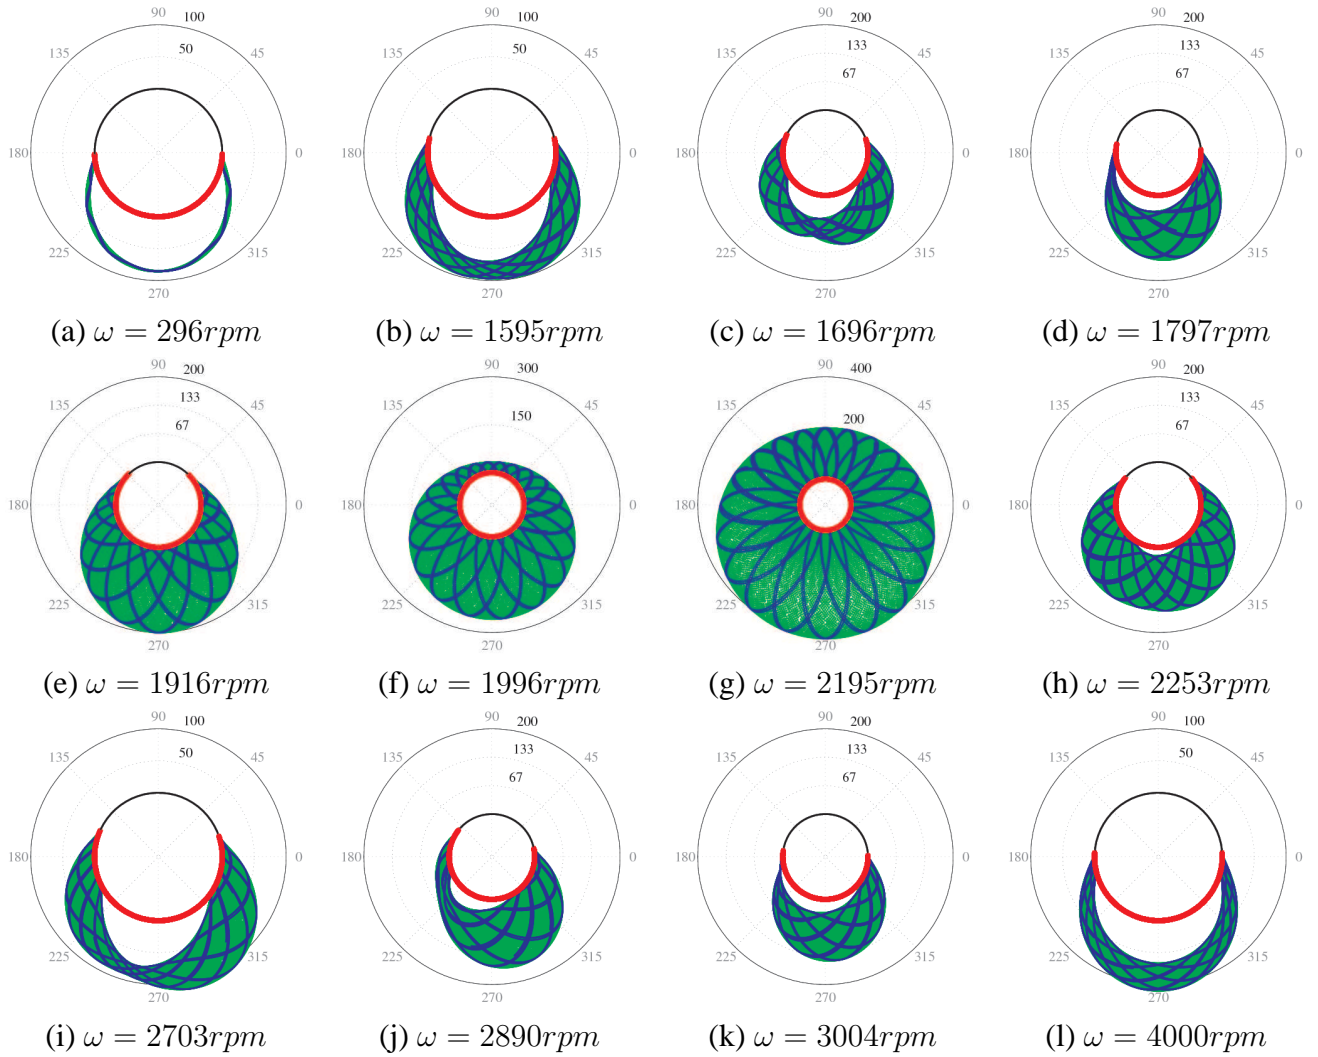 90 100 90 100 90 200 90 200
135 50 45 135 50 45 135 133 45 135 133 45
67 67
180 0 180 0 180 0 180 0
225 315 225 315 225 315 225 315
270 270 270 270
(a) ω = 296rpm (b) ω = 1595rpm (c) ω = 1696rpm (d) ω = 1797rpm
90 200 90 300 90 400 90 200
135 133 45 135 150 45 135 200 45 135 133 45
67 67
180 0 180 0 180 0 180 0
225 315 225 315 225 315 225 315
270 270 270 270
(e) ω = 1916rpm (f) ω = 1996rpm (g) ω = 2195rpm (h) ω = 2253rpm
90 100 90 200 90 200 90 100
135 50 45 135 133 45 135 133 45 135 50 45
67 67
180 0 180 0 180 0 180 0
225 315 225 315 225 315 225 315
270 270 270 270
(i) ω = 2703rpm (j) ω = 2890rpm (k) ω = 3004rpm (l) ω = 4000rpm